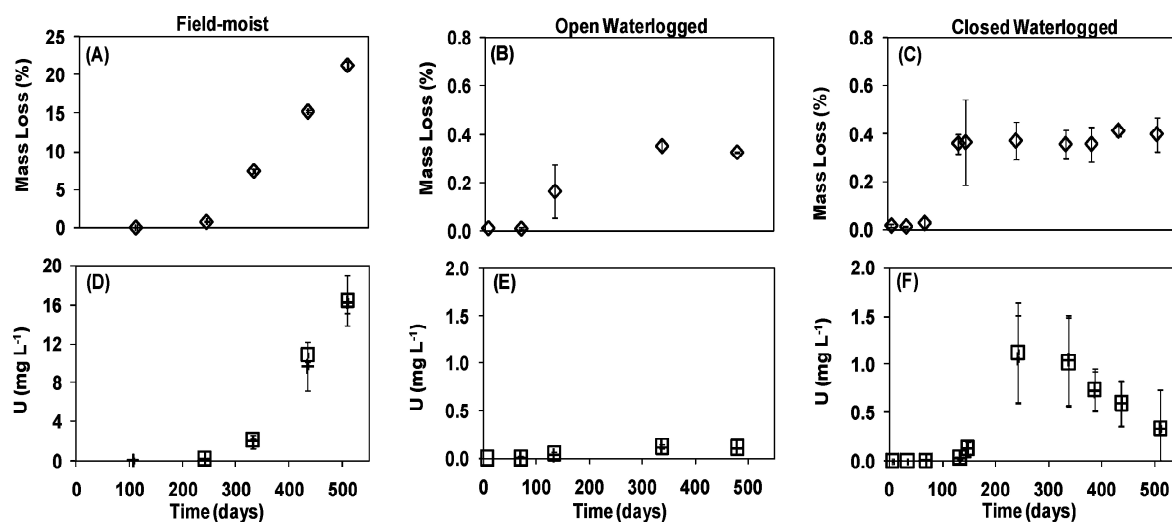 Field-moist
Open Waterlogged
Closed Waterlogged
Mass Loss (%)
25
20
15
10
5
0
(A)
Mass Loss (%)
0.8
0.6
0.4
0.2
0.0
(B)
Mass Loss (%)
0.8
0.6
0.4
0.2
0.0
(C)
U (mg L⁻¹)
20
16
12
8
4
0
(D)
0 100 200 300 400 500
Time (days)
U (mg L⁻¹)
2.0
1.5
1.0
0.5
0.0
(E)
0 100 200 300 400 500
Time (days)
U (mg L⁻¹)
2.0
1.5
1.0
0.5
0.0
(F)
0 100 200 300 400 500
Time (days)